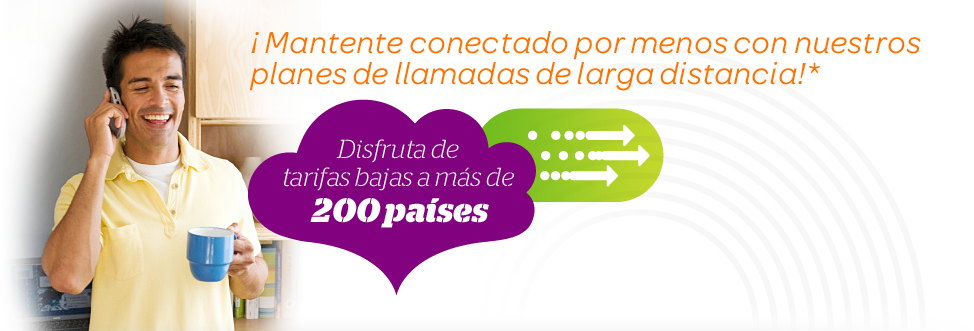 ¡ Mantente conectado por menos con nuestros
planes de llamadas de larga distancia!*
Disfruta de
tarifas bajas a más de
200 países